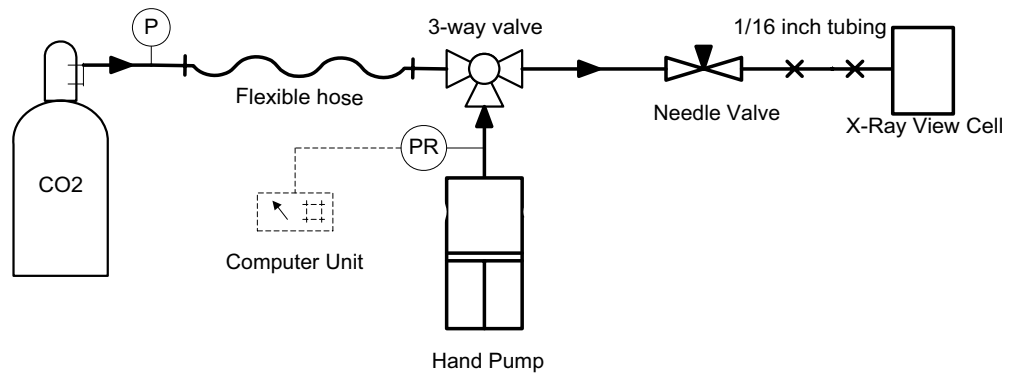 P
3-way valve
1/16 inch tubing
Flexible hose
Needle Valve
X-Ray View Cell
PR
CO2
Computer Unit
Hand Pump